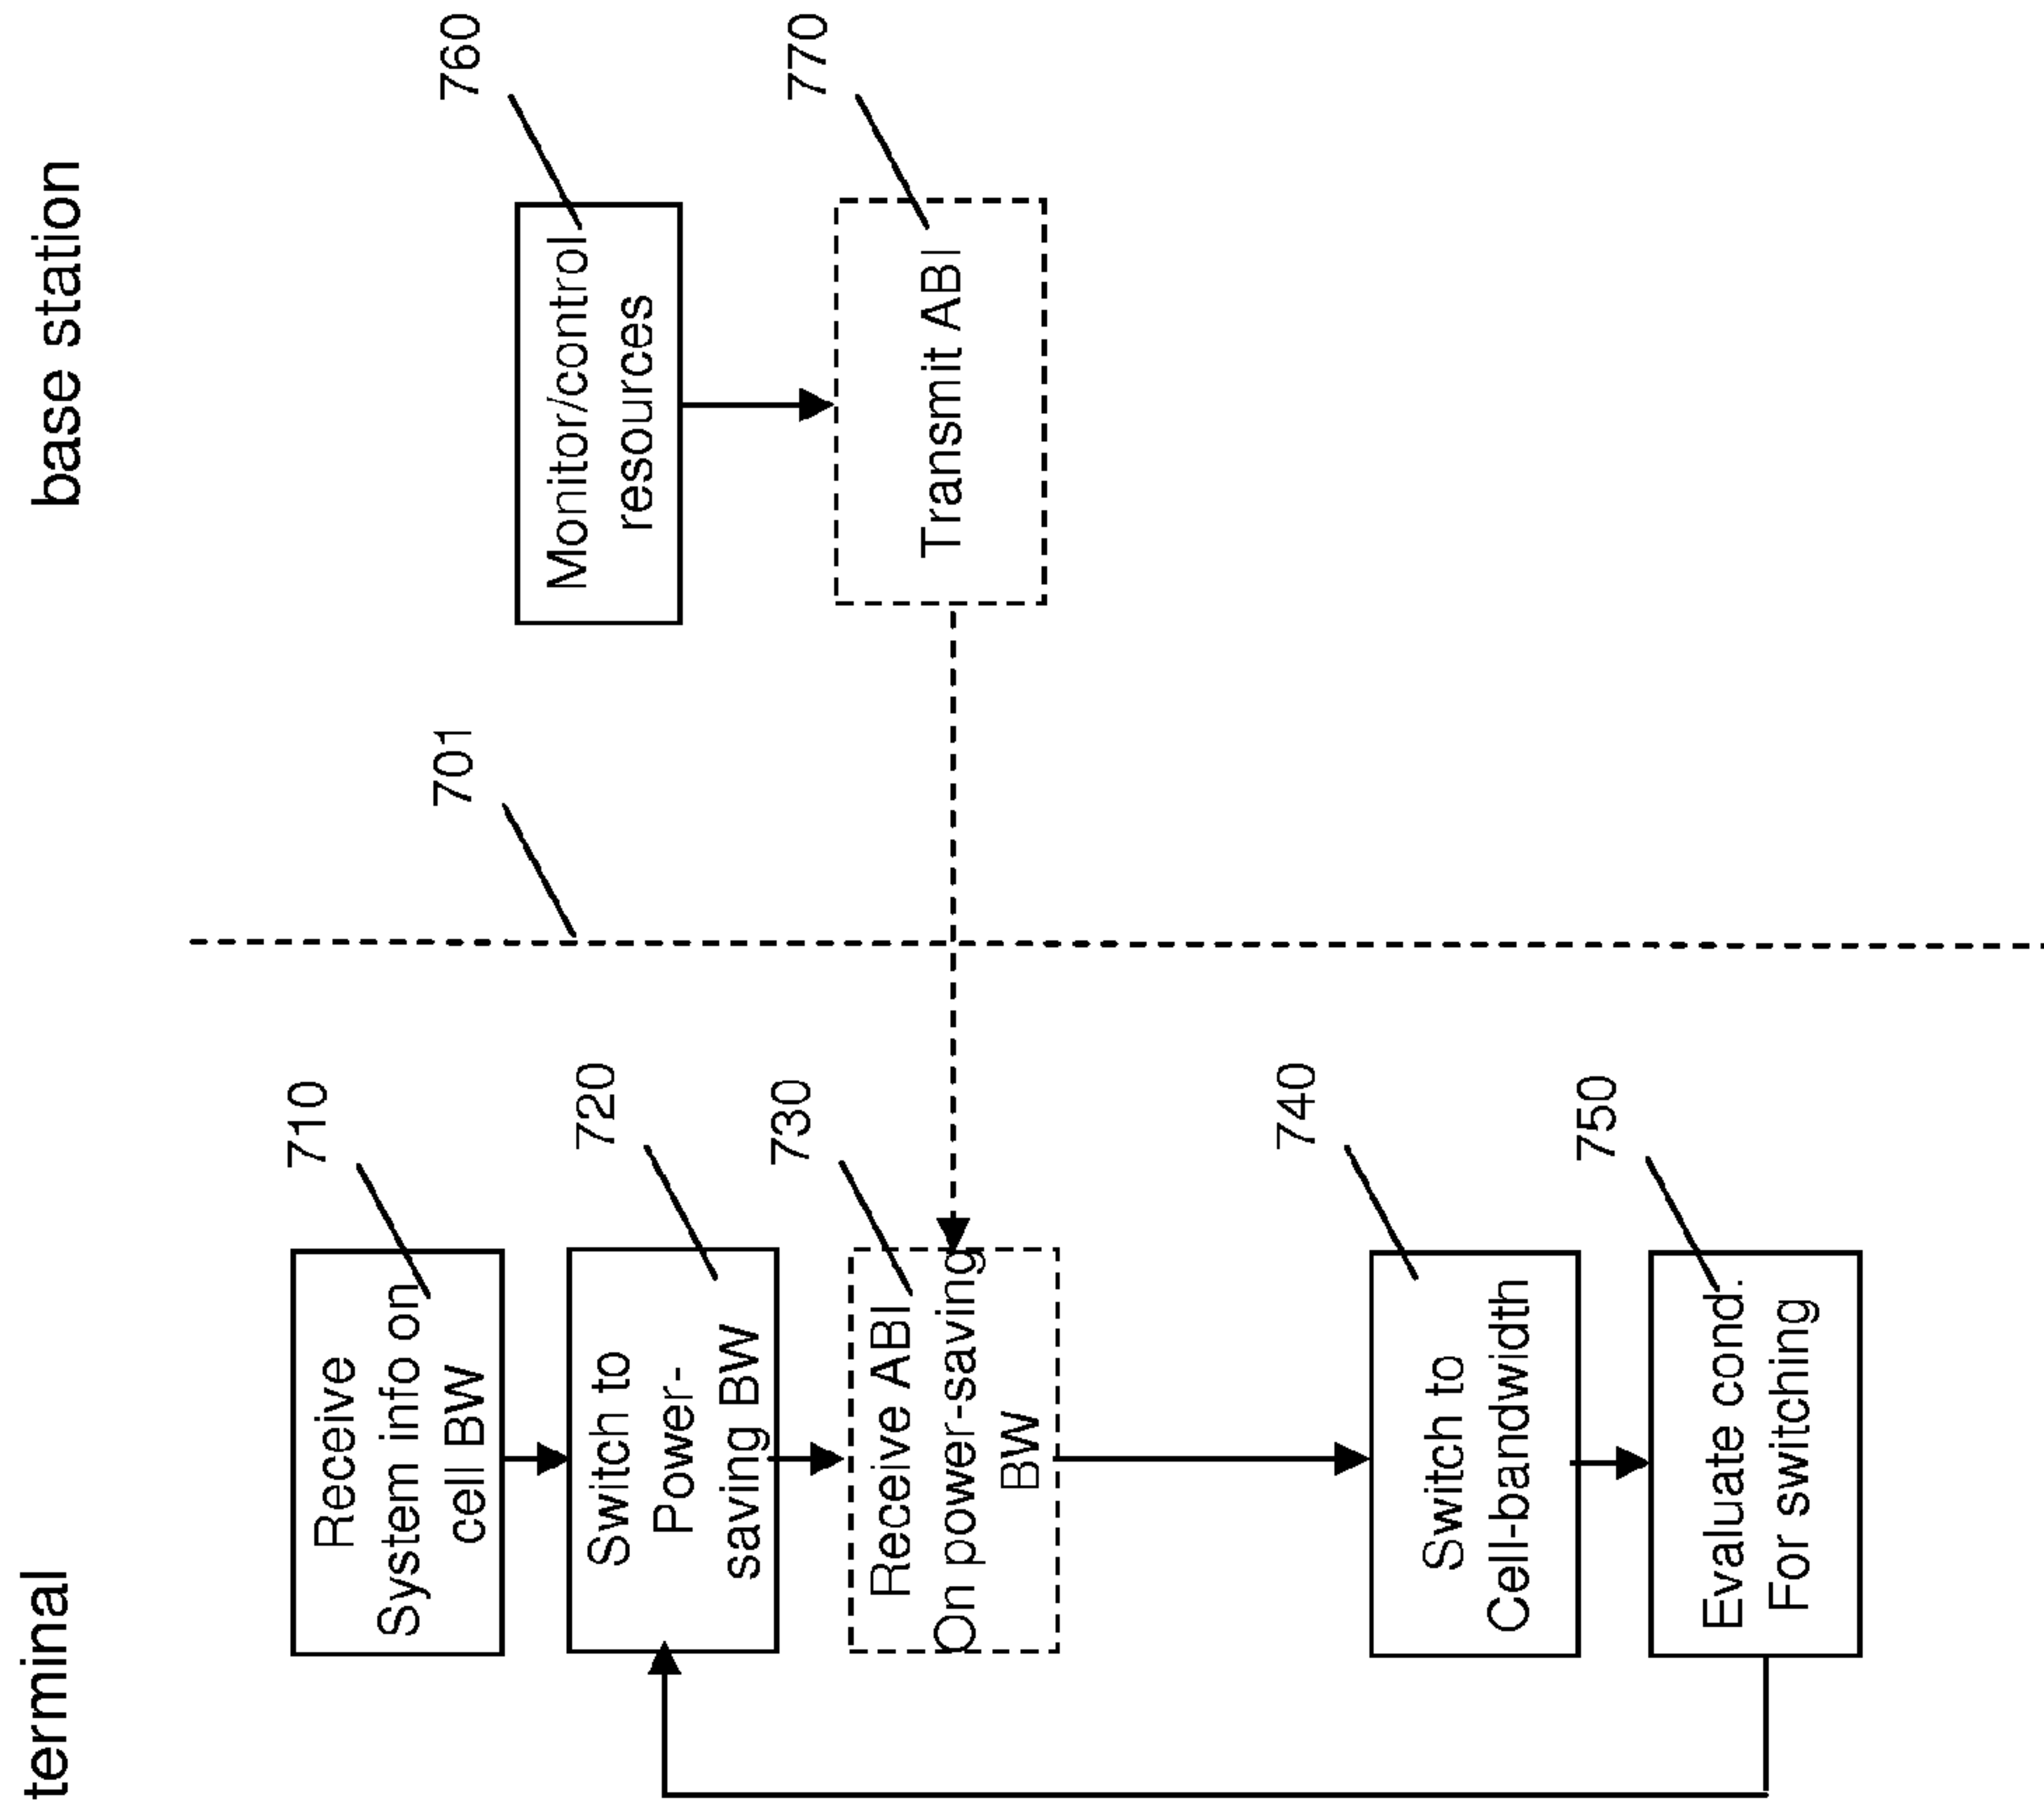 terminal
base station
710
Receive
System info on
cell BW
720
Switch to
Power-
saving BW
730
Receive ABI
On power-saving
BW
740
Switch to
Cell-bandwidth
750
Evaluate cond.
For switching
701
760
Monitor/control
resources
770
Transmit ABI